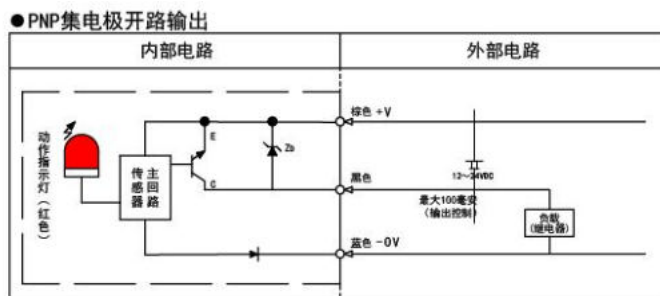 ●PNP集电极开路输出
内部电路
外部电路
棕色 +V
E
Zb
动作指示灯（红色）
传感器
主回路
C
12～24VDC
黑色
最大100毫安
（输出控制）
负载
(继电器)
蓝色 -0V